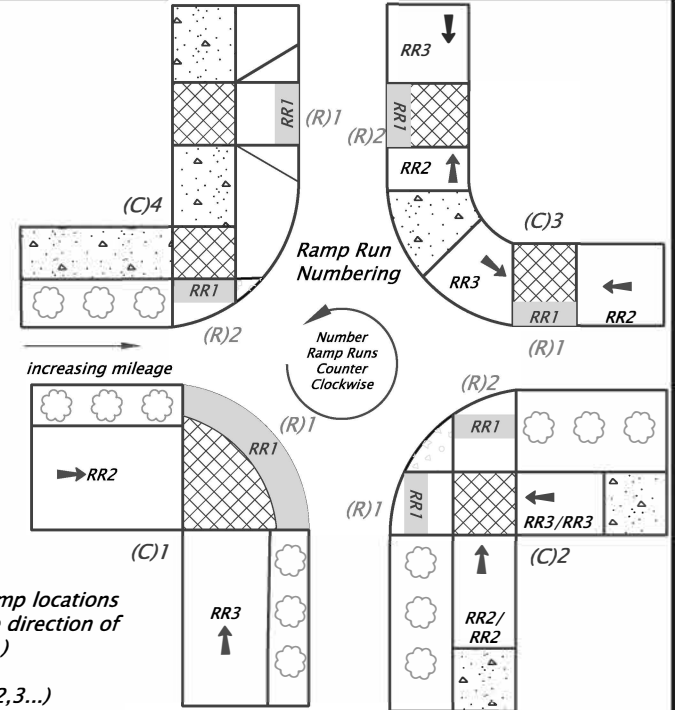 RR3
RR1
(R)1
RR1
(R)2
RR2
(C)4
(C)3
Ramp Run
Numbering
RR3
RR1
RR1
RR2
(R)2
(R)1
increasing mileage
Number
Ramp Runs
Counter
Clockwise
(R)2
(R)1
RR1
RR1
RR2
RR1
(R)1
RR3/RR3
(C)1
(C)2
mp locations
direction of
)
RR3
RR2/
RR2
2,3...)